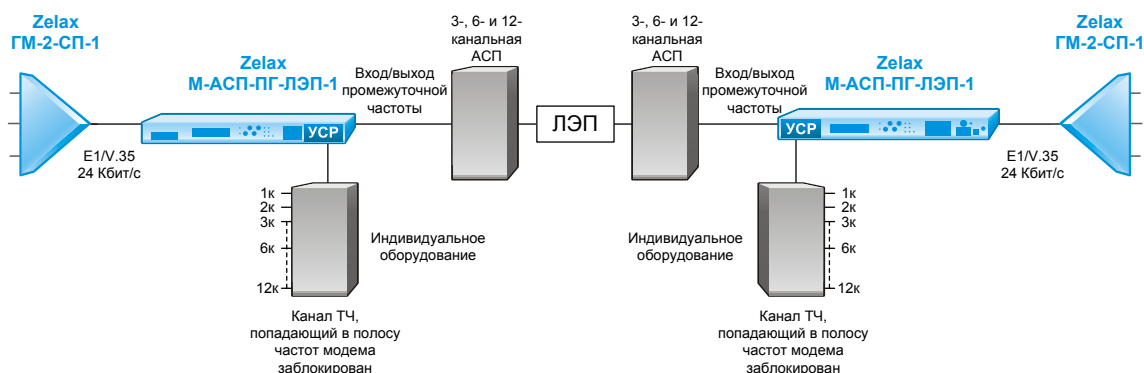 Zelax
ГМ-2-СП-1
Zelax
М-АСП-ПГ-ЛЭП-1
УСР
E1/V.35
24 Кбит/с
Вход/выход
промежуточной
частоты
3-, 6- и 12-
канальная
АСП
ЛЭП
3-, 6- и 12-
канальная
АСП
Вход/выход
промежуточной
частоты
Zelax
М-АСП-ПГ-ЛЭП-1
УСР
Zelax
ГМ-2-СП-1
E1/V.35
24 Кбит/с
1к
2к
3к
6к
12к
Индивидуальное
оборудование
Канал ТЧ,
попадающий в полосу
частот модема
заблокирован
Индивидуальное
оборудование
1к
2к
3к
6к
12к
Канал ТЧ,
попадающий в полосу
частот модема
заблокирован